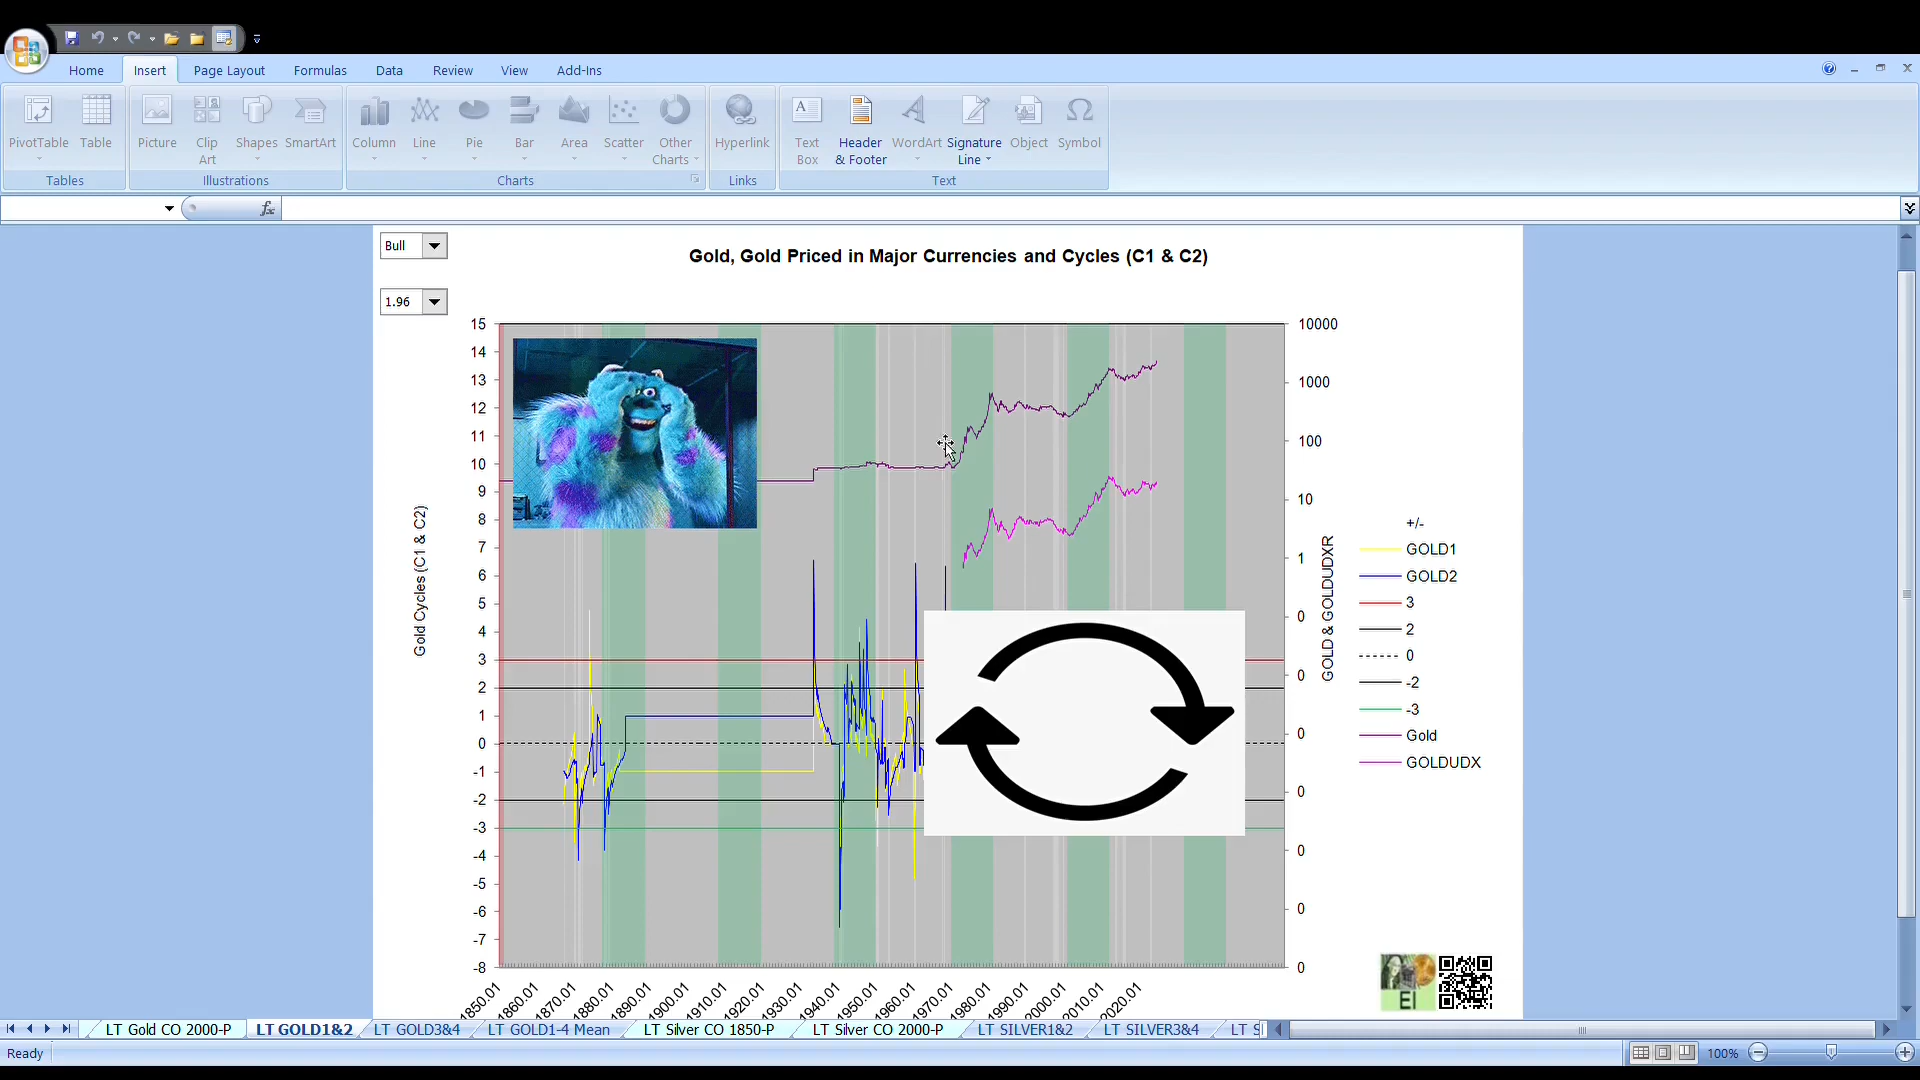 Home Insert Page Layout Formulas Data Review View Add-Ins
PivotTable Table Picture Clip Art Shapes SmartArt Column Line Pie Bar Area Scatter Other Charts Hyperlink Text Box Header & Footer WordArt Signature Line Object Symbol
Tables Illustrations Charts Links Text
fx
Bull
Gold, Gold Priced in Major Currencies and Cycles (C1 & C2)
1.96
15
14
13
12
11
10
9
8
7
6
5
4
3
2
1
0
-1
-2
-3
-4
-5
-6
-7
-8
Gold Cycles (C1 & C2)
10000
1000
100
10
1
0
0
0
0
0
0
0
GOLD & GOLDUDXR
+/-
GOLD1
GOLD2
3
2
0
-2
-3
Gold
GOLDUDX
EI
1850.01 1860.01 1870.01 1880.01 1890.01 1900.01 1910.01 1920.01 1930.01 1940.01 1950.01 1960.01 1970.01 1980.01 1990.01 2000.01 2010.01 2020.01
LT Gold CO 2000-P LT GOLD1&2 LT GOLD3&4 LT GOLD1-4 Mean LT Silver CO 1850-P LT Silver CO 2000-P LT SILVER1&2 LT SILVER3&4 LT S
Ready 100%